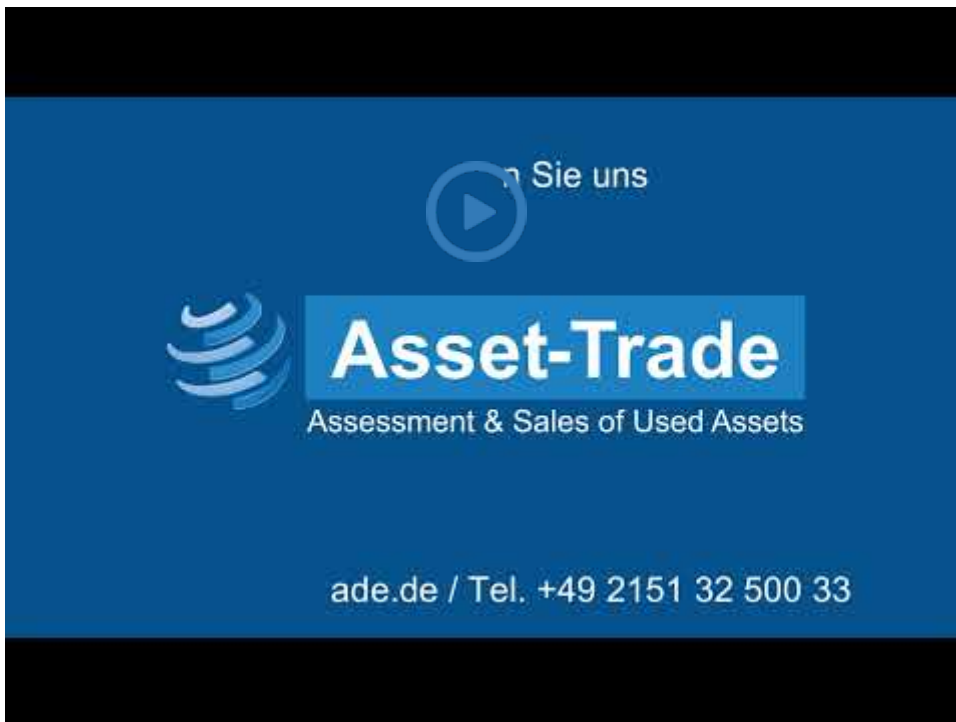 n Sie uns
Asset-Trade
Assessment & Sales of Used Assets
ade.de / Tel. +49 2151 32 500 33